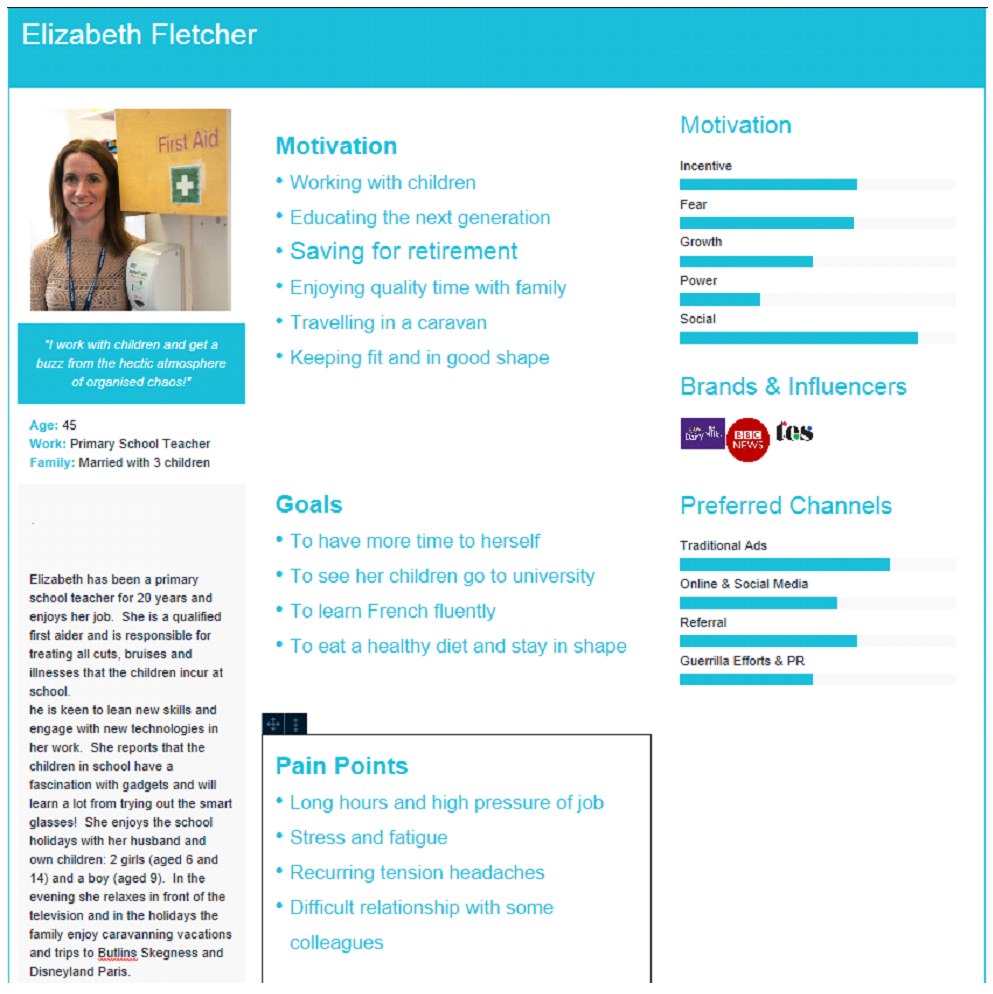 Elizabeth Fletcher
First Aid
"I work with children and get a
buzz from the hectic atmosphere
of organised chaos!"
Age: 45
Work: Primary School Teacher
Family: Married with 3 children
.
Elizabeth has been a primary
school teacher for 20 years and
enjoys her job.  She is a qualified
first aider and is responsible for
treating all cuts, bruises and
illnesses that the children incur at
school.
he is keen to lean new skills and
engage with new technologies in
her work.  She reports that the
children in school have a
fascination with gadgets and will
learn a lot from trying out the smart
glasses!  She enjoys the school
holidays with her husband and
own children: 2 girls (aged 6 and
14) and a boy (aged 9).  In the
evening she relaxes in front of the
television and in the holidays the
family enjoy caravanning vacations
and trips to Butlins Skegness and
Disneyland Paris.
Motivation
• Working with children
• Educating the next generation
• Saving for retirement
• Enjoying quality time with family
• Travelling in a caravan
• Keeping fit and in good shape
Goals
• To have more time to herself
• To see her children go to university
• To learn French fluently
• To eat a healthy diet and stay in shape
Pain Points
• Long hours and high pressure of job
• Stress and fatigue
• Recurring tension headaches
• Difficult relationship with some
colleagues
Motivation
Incentive
Fear
Growth
Power
Social
Brands & Influencers
BBC
NEWS
tes
Preferred Channels
Traditional Ads
Online & Social Media
Referral
Guerrilla Efforts & PR